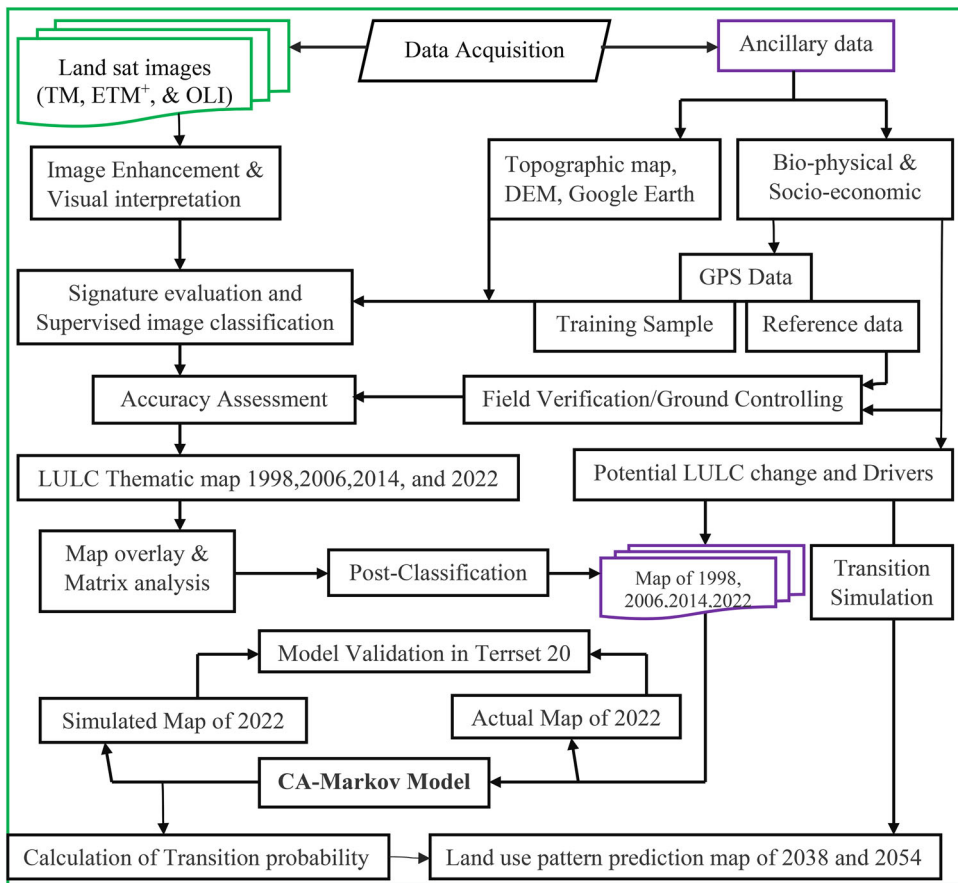 Data Acquisition
Ancillary data
Land sat images
(TM, ETM+, & OLI)
Image Enhancement &
Visual interpretation
Topographic map,
DEM, Google Earth
Bio-physical &
Socio-economic
GPS Data
Signature evaluation and
Supervised image classification
Training Sample
Reference data
Accuracy Assessment
Field Verification/Ground Controlling
LULC Thematic map 1998,2006,2014, and 2022
Potential LULC change and Drivers
Map overlay &
Matrix analysis
Post-Classification
Map of 1998,
2006,2014,2022
Transition
Simulation
Model Validation in Terrset 20
Simulated Map of 2022
Actual Map of 2022
CA-Markov Model
Calculation of Transition probability
Land use pattern prediction map of 2038 and 2054